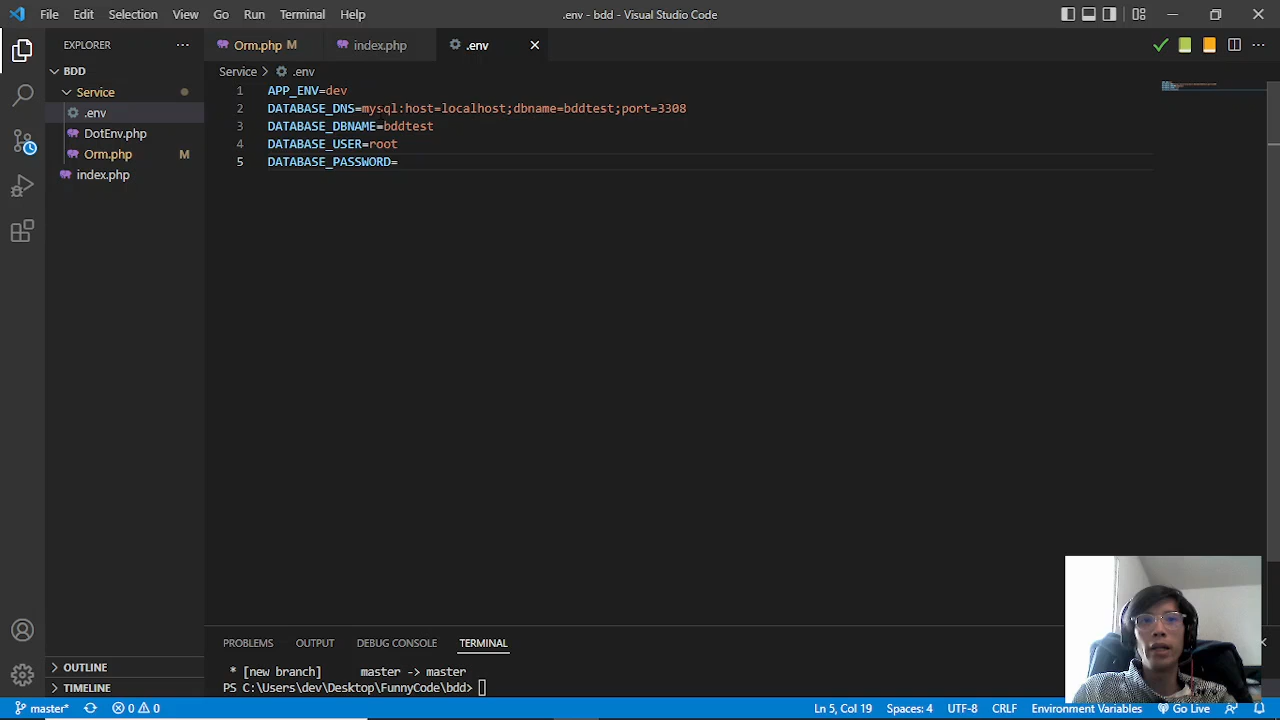 File Edit Selection View Go Run Terminal Help
.env - bdd - Visual Studio Code
EXPLORER
Orm.php M
index.php
.env
BDD
Service
.env
DotEnv.php
Orm.php M
index.php
Service .env
1 APP_ENV=dev
2 DATABASE_DNS=mysql:host=localhost;dbname=bddtest;port=3308
3 DATABASE_DBNAME=bddtest
4 DATABASE_USER=root
5 DATABASE_PASSWORD=
PROBLEMS OUTPUT DEBUG CONSOLE TERMINAL
* [new branch] master -> master
PS C:\Users\dev\Desktop\FunnyCode\bdd>
OUTLINE
TIMELINE
master* 0 0 Ln 5, Col 19 Spaces: 4 UTF-8 CRLF Environment Variables Go Live